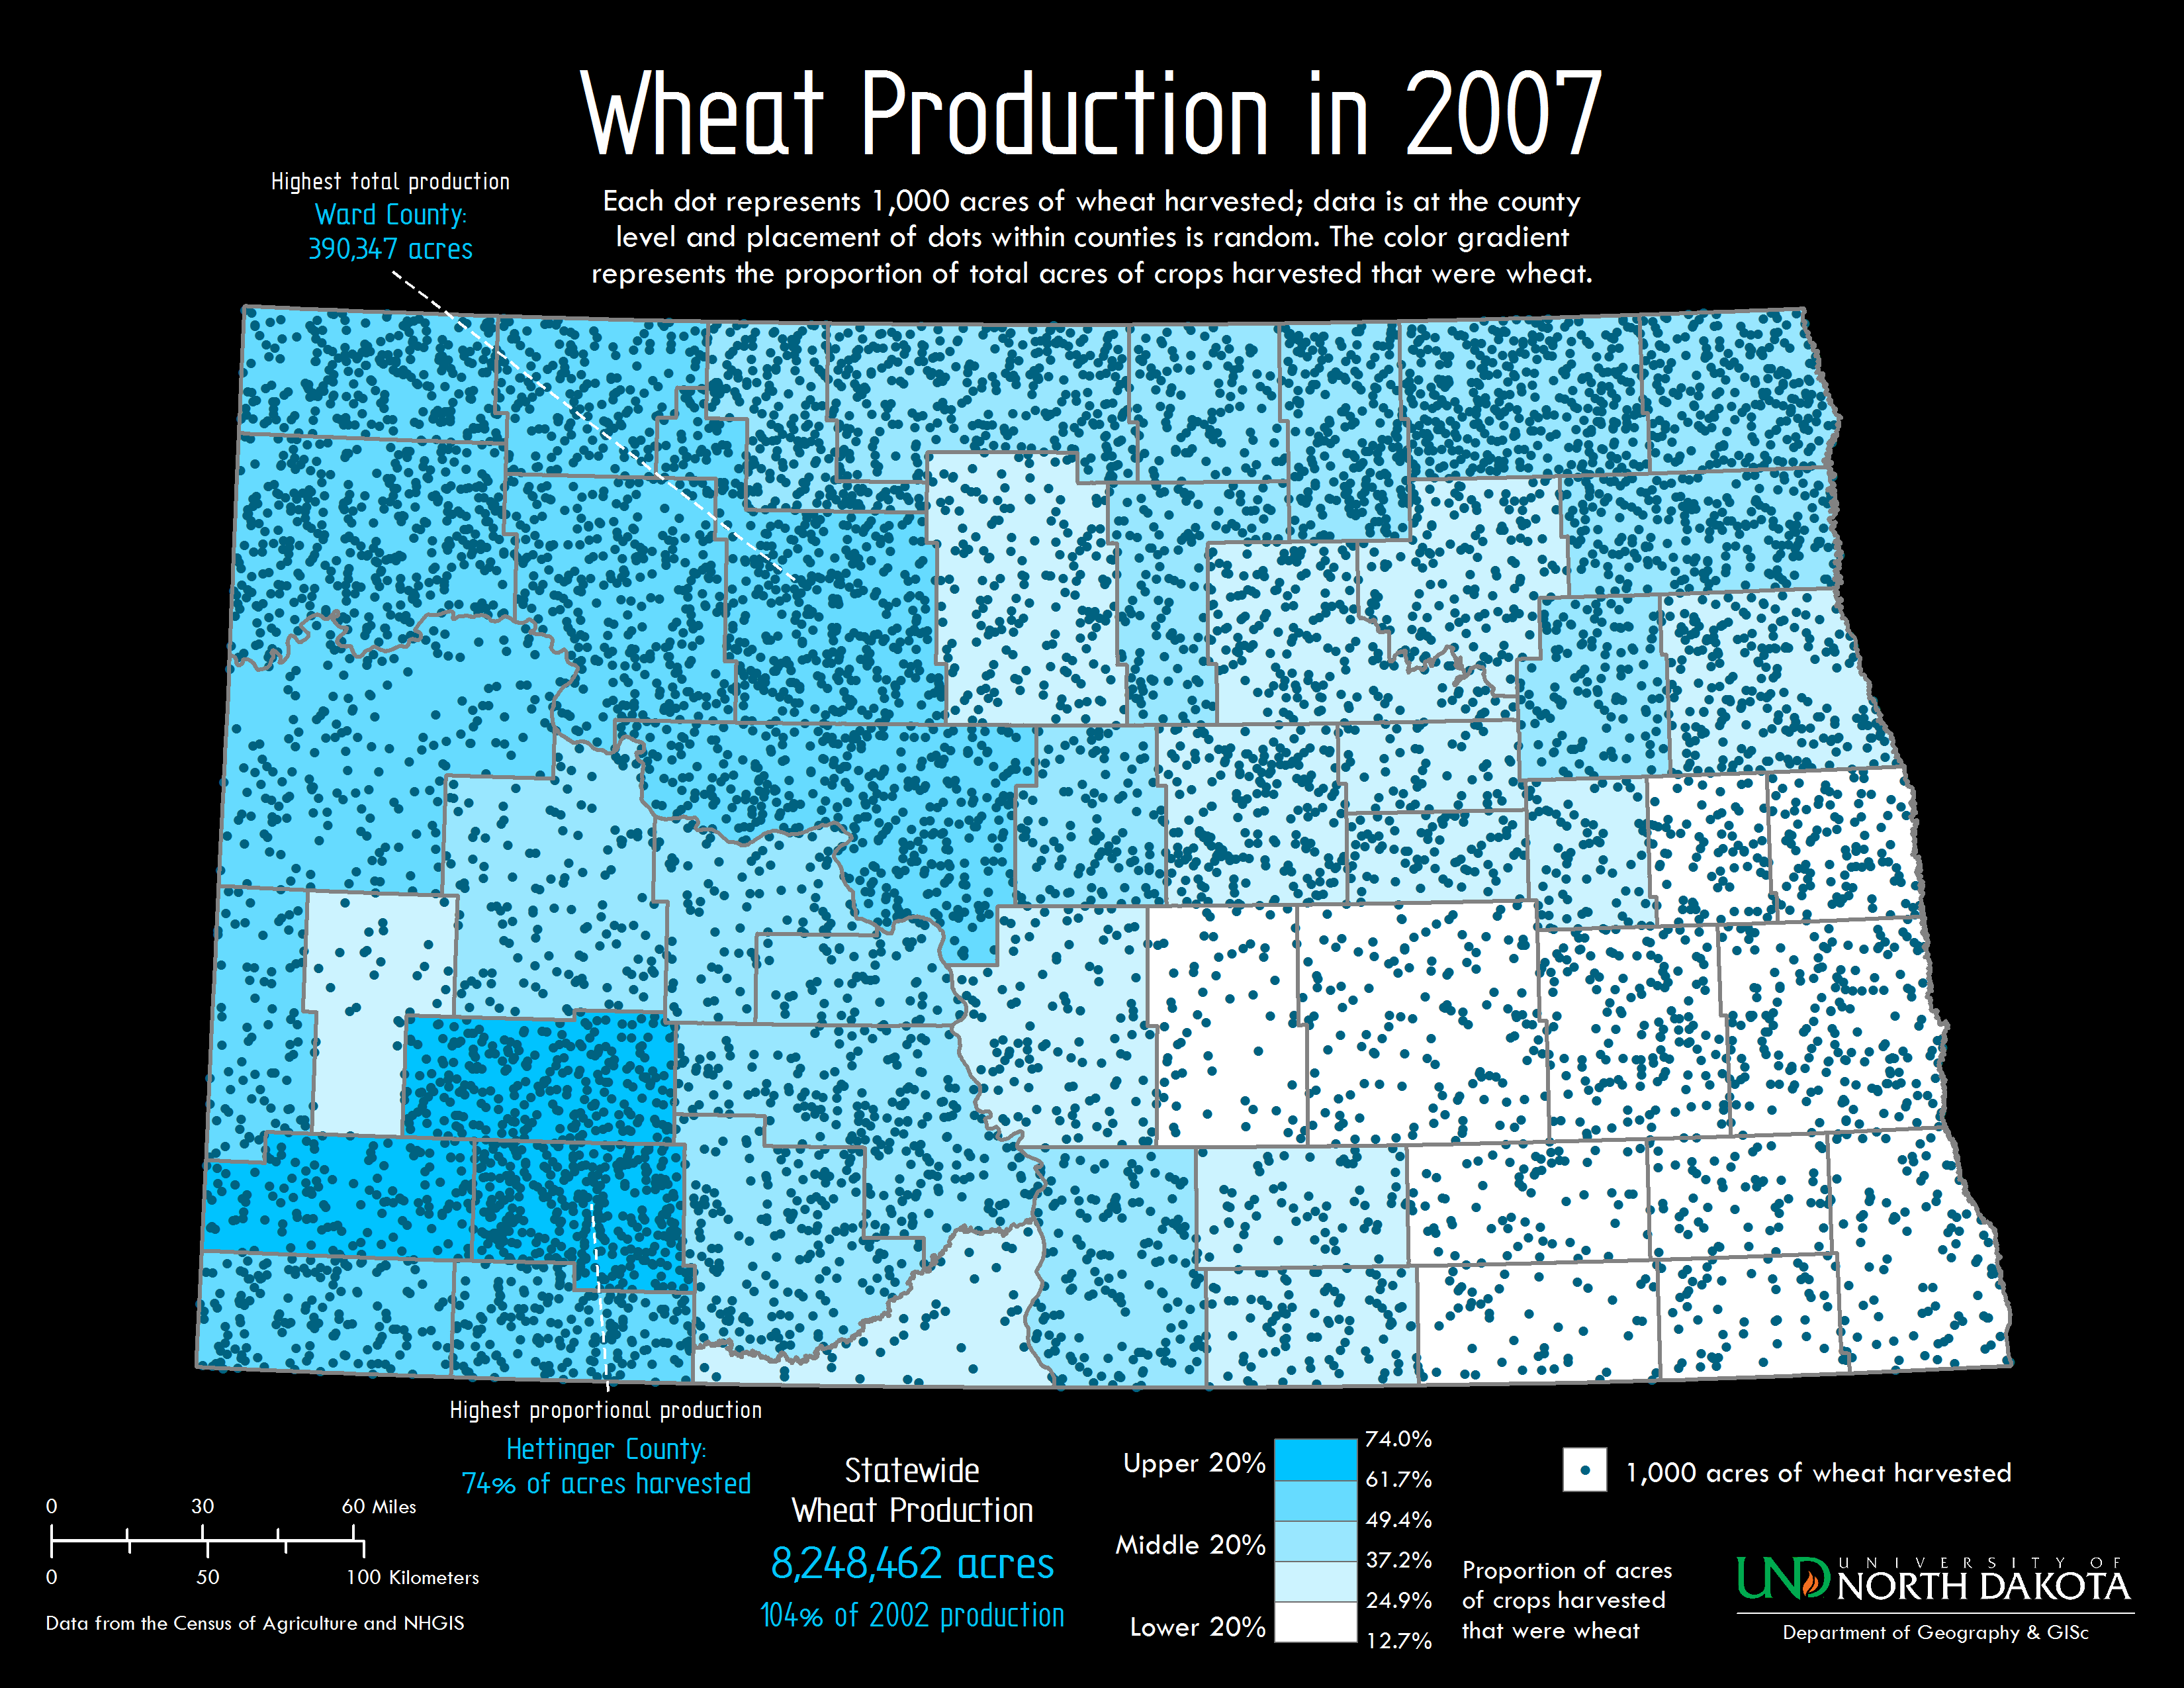 Wheat Production in 2007
Highest total production
Ward County:
390,347 acres
Each dot represents 1,000 acres of wheat harvested; data is at the county
level and placement of dots within counties is random. The color gradient
represents the proportion of total acres of crops harvested that were wheat.
Highest proportional production
Hettinger County:
74% of acres harvested
0 30 60 Miles
0 50 100 Kilometers
Data from the Census of Agriculture and NHGIS
Statewide
Wheat Production
8,248,462 acres
104% of 2002 production
Upper 20%
Middle 20%
Lower 20%
74.0%
61.7%
49.4%
37.2%
24.9%
12.7%
Proportion of acres
of crops harvested
that were wheat
1,000 acres of wheat harvested
UND UNIVERSITY OF
NORTH DAKOTA
Department of Geography & GISc